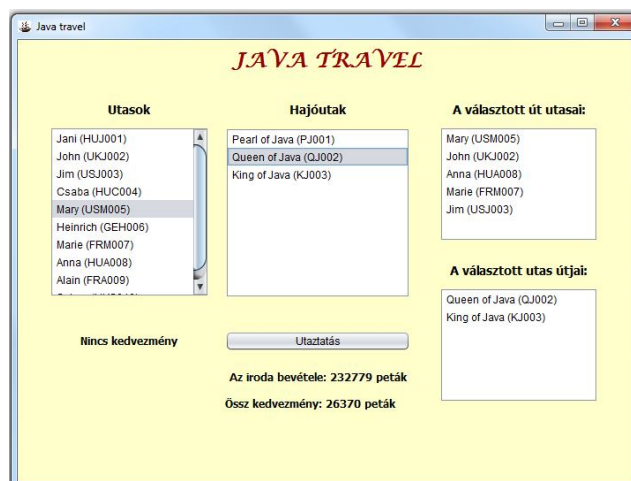 Java travel
JAVA TRAVEL
Utasok
Jani (HUJ001)
John (UKJ002)
Jim (USJ003)
Csaba (HUC004)
Mary (USM005)
Heinrich (GEH006)
Marie (FRM007)
Anna (HUA008)
Alain (FRA009)
Nincs kedvezmény
Hajóutak
Pearl of Java (PJ001)
Queen of Java (QJ002)
King of Java (KJ003)
Utaztatás
Az iroda bevétele: 232779 peták
Össz kedvezmény: 26370 peták
A választott út utasai:
Mary (USM005)
John (UKJ002)
Anna (HUA008)
Marie (FRM007)
Jim (USJ003)
A választott utas útjai:
Queen of Java (QJ002)
King of Java (KJ003)